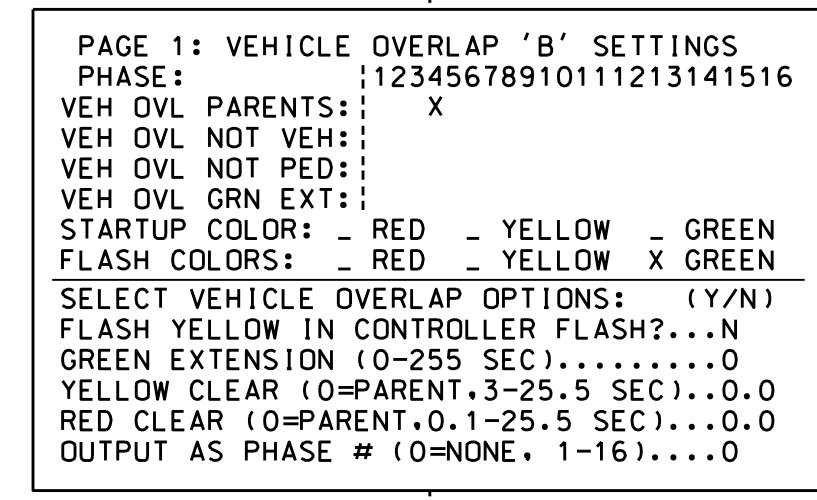 PAGE 1: VEHICLE OVERLAP 'B' SETTINGS
PHASE: ¦12345678910111213141516
VEH OVL PARENTS:¦ X
VEH OVL NOT VEH:¦
VEH OVL NOT PED:¦
VEH OVL GRN EXT:¦
STARTUP COLOR: _ RED _ YELLOW _ GREEN
FLASH COLORS: _ RED _ YELLOW X GREEN
SELECT VEHICLE OVERLAP OPTIONS: (Y/N)
FLASH YELLOW IN CONTROLLER FLASH?...N
GREEN EXTENSION (0-255 SEC).........0
YELLOW CLEAR (0=PARENT,3-25.5 SEC)..0.0
RED CLEAR (0=PARENT,0.1-25.5 SEC)...0.0
OUTPUT AS PHASE # (0=NONE, 1-16)....0